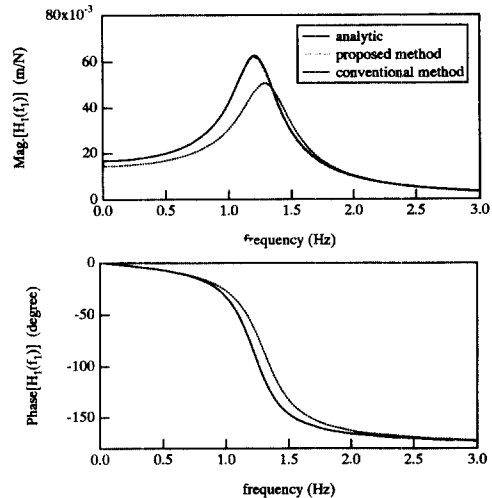 80x10⁻³
60
40
20
0
Mag.[H₁(f₁)] (m/N)
analytic
proposed method
conventional method
0.0 0.5 1.0 1.5 2.0 2.5 3.0
frequency (Hz)
0
-50
-100
-150
Phase[H₁(f₁)] (degree)
0.0 0.5 1.0 1.5 2.0 2.5 3.0
frequency (Hz)